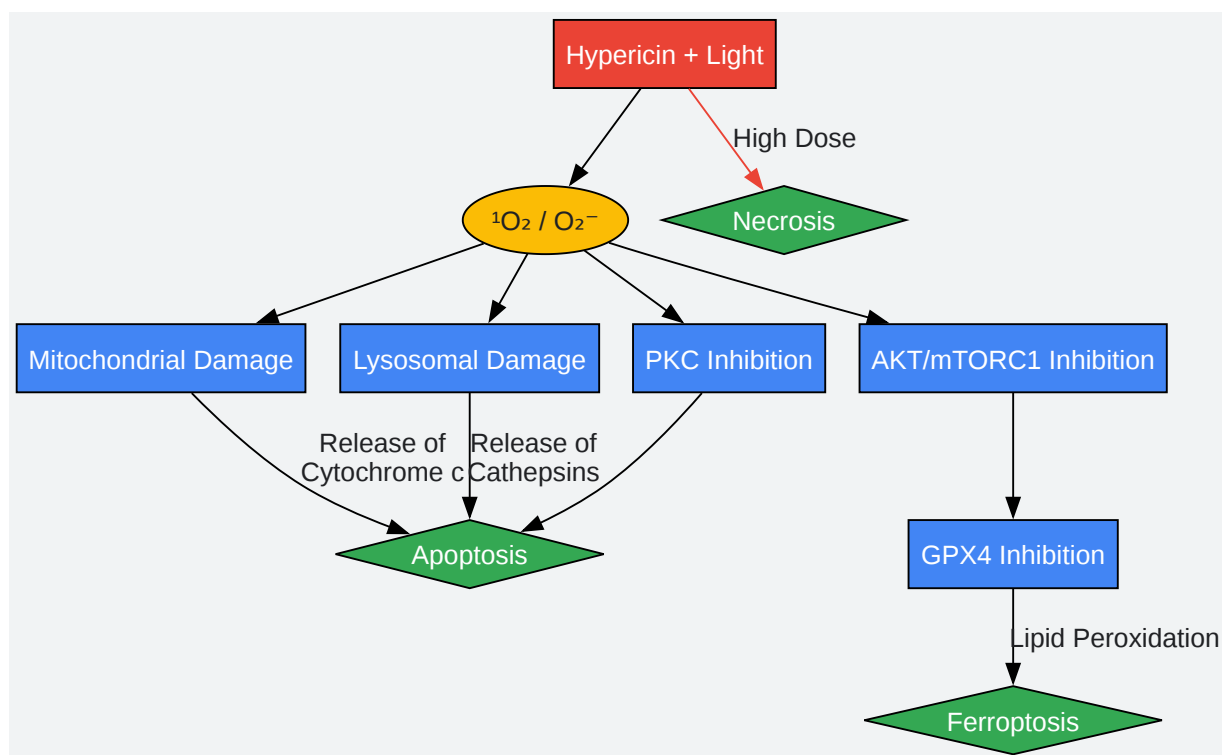 Hypericin + Light
High Dose
¹O₂ / O₂⁻
Necrosis
Mitochondrial Damage
Lysosomal Damage
PKC Inhibition
AKT/mTORC1 Inhibition
Release of
Cytochrome c
Release of
Cathepsins
Apoptosis
GPX4 Inhibition
Lipid Peroxidation
Ferroptosis